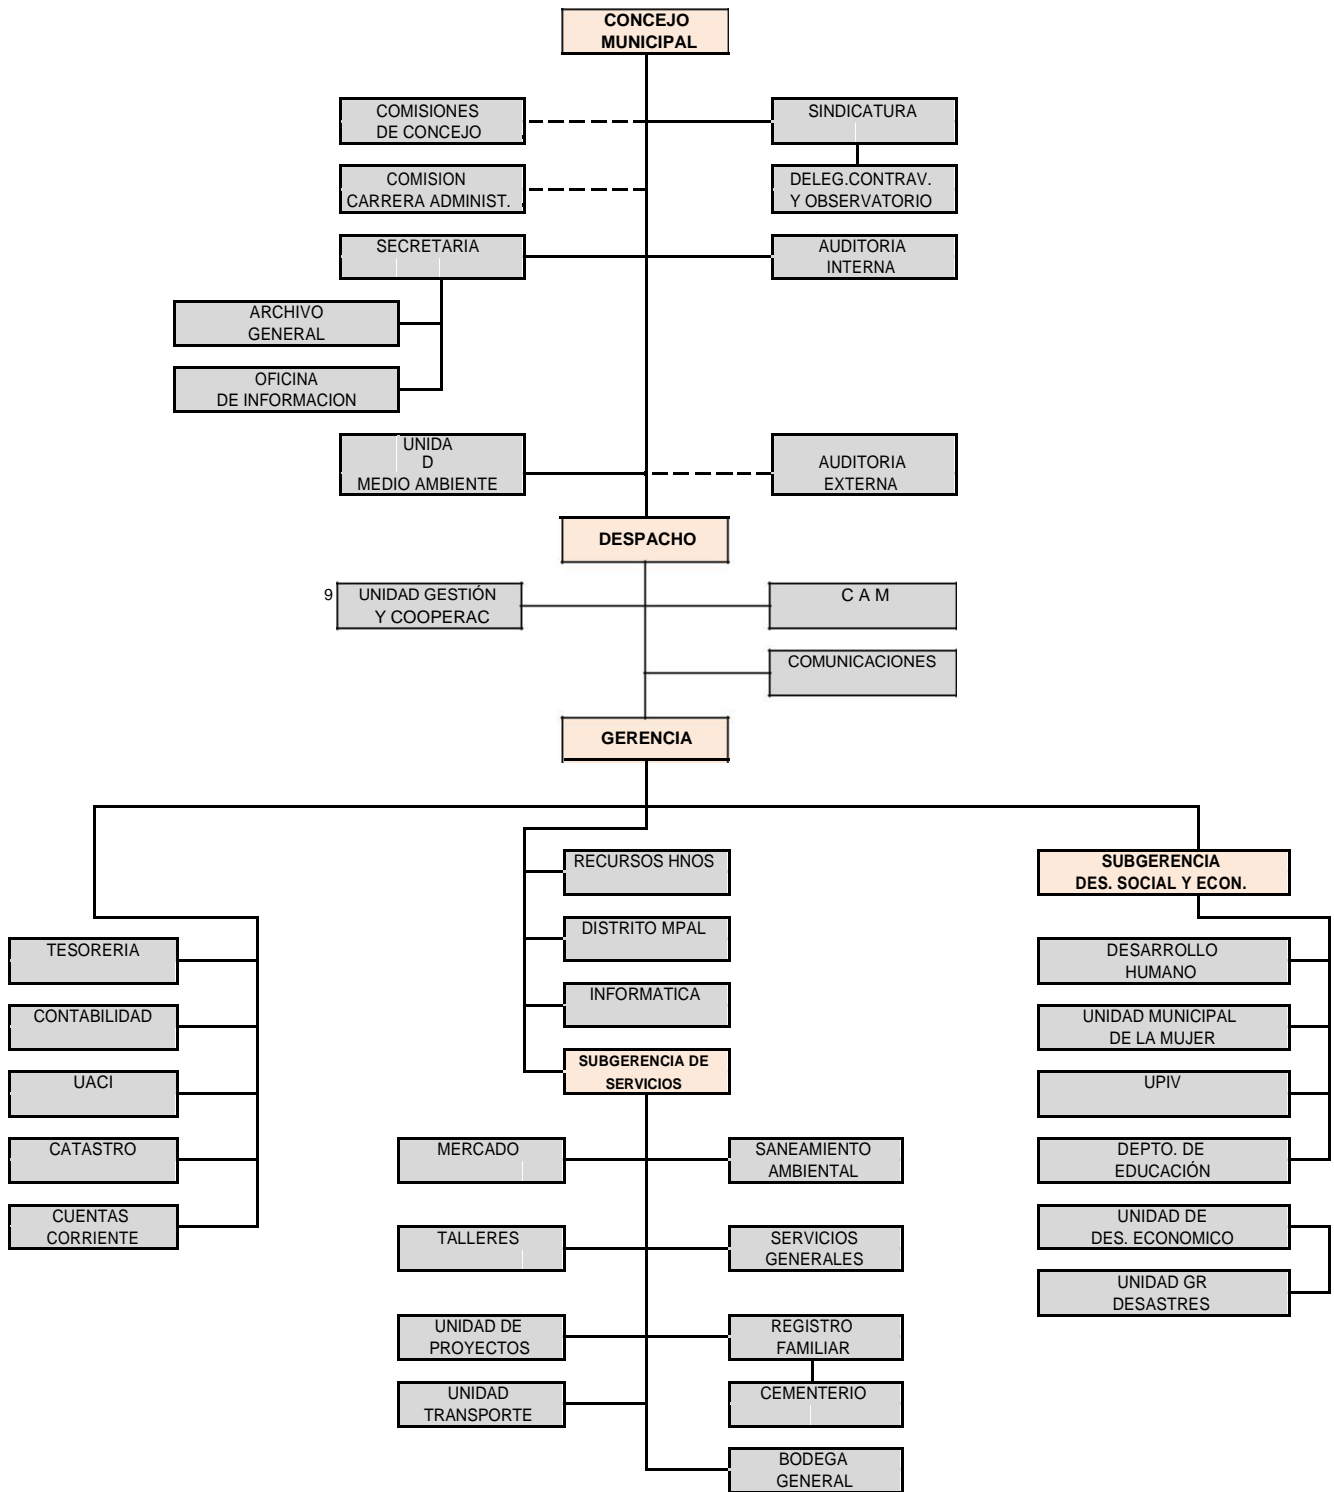 CONCEJO
MUNICIPAL
COMISIONES
DE CONCEJO
SINDICATURA
COMISION
CARRERA ADMINIST.
DELEG.CONTRAV.
Y OBSERVATORIO
SECRETARIA
AUDITORIA
INTERNA
ARCHIVO
GENERAL
OFICINA
DE INFORMACION
UNIDA
D
MEDIO AMBIENTE
AUDITORIA
EXTERNA
DESPACHO
9
UNIDAD GESTIÓN
Y COOPERAC
C A M
COMUNICACIONES
GERENCIA
RECURSOS HNOS
DISTRITO MPAL
INFORMATICA
SUBGERENCIA DE
SERVICIOS
SUBGERENCIA
DES. SOCIAL Y ECON.
TESORERIA
CONTABILIDAD
UACI
CATASTRO
CUENTAS
CORRIENTE
DESARROLLO
HUMANO
UNIDAD MUNICIPAL
DE LA MUJER
UPIV
DEPTO. DE
EDUCACIÓN
UNIDAD DE
DES. ECONOMICO
UNIDAD GR
DESASTRES
MERCADO
SANEAMIENTO
AMBIENTAL
TALLERES
SERVICIOS
GENERALES
UNIDAD DE
PROYECTOS
REGISTRO
FAMILIAR
UNIDAD
TRANSPORTE
CEMENTERIO
BODEGA
GENERAL